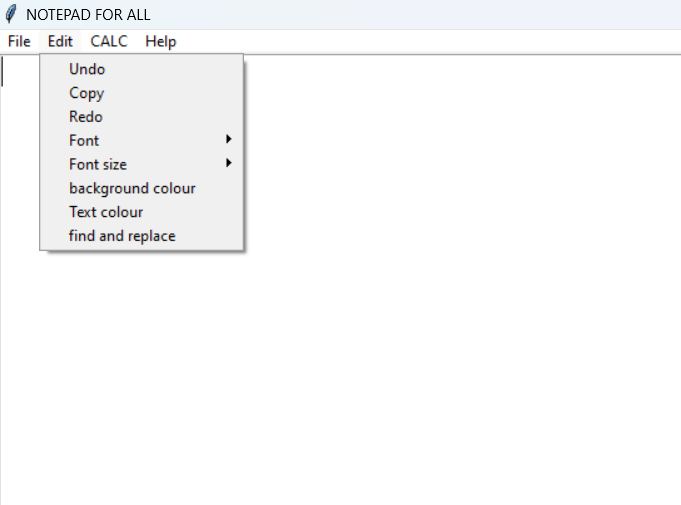 NOTEPAD FOR ALL
File Edit CALC Help
Undo
Copy
Redo
Font
Font size
background colour
Text colour
find and replace